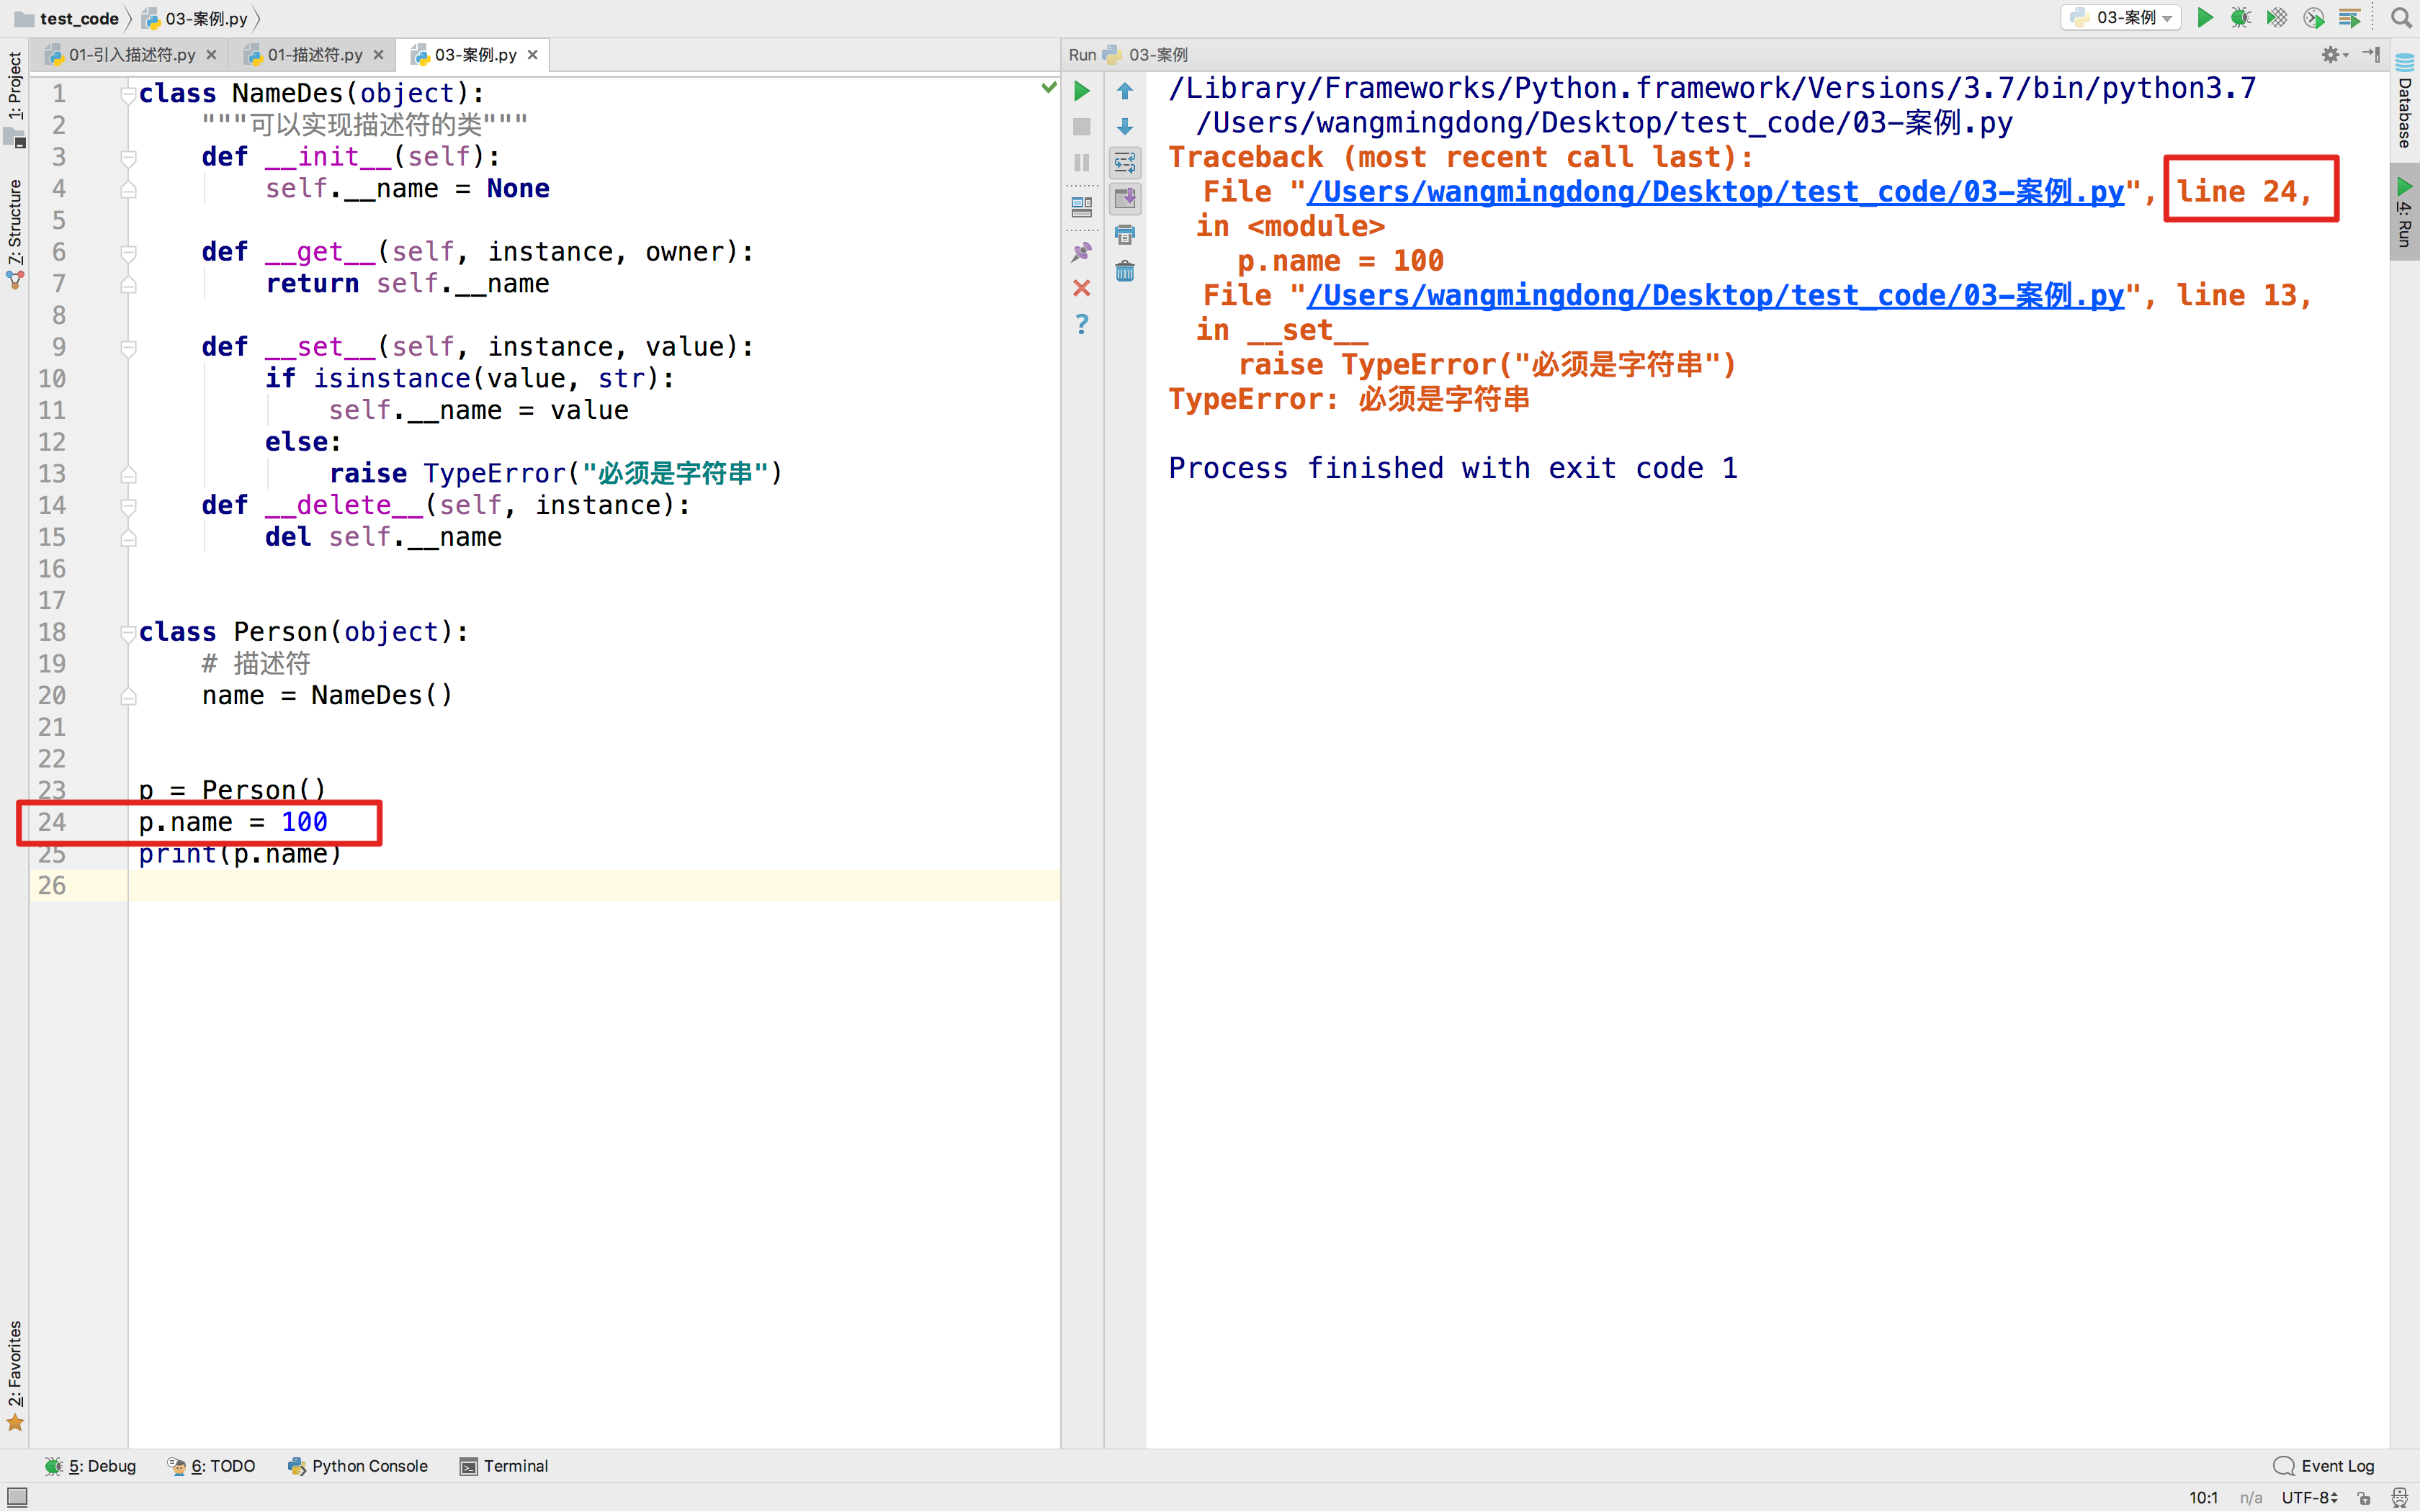 test_code
03-案例.py
03-案例
01-引入描述符.py
01-描述符.py
03-案例.py
Run 03-案例
1: Project
7: Structure
2: Favorites
Database
4: Run
1 class NameDes(object):
2 """可以实现描述符的类"""
3 def __init__(self):
4 self.__name = None
5
6 def __get__(self, instance, owner):
7 return self.__name
8
9 def __set__(self, instance, value):
10 if isinstance(value, str):
11 self.__name = value
12 else:
13 raise TypeError("必须是字符串")
14 def __delete__(self, instance):
15 del self.__name
16
17
18 class Person(object):
19 # 描述符
20 name = NameDes()
21
22
23 p = Person()
24 p.name = 100
25 print(p.name)
26
/Library/Frameworks/Python.framework/Versions/3.7/bin/python3.7
/Users/wangmingdong/Desktop/test_code/03-案例.py
Traceback (most recent call last):
File "/Users/wangmingdong/Desktop/test_code/03-案例.py", line 24,
in <module>
p.name = 100
File "/Users/wangmingdong/Desktop/test_code/03-案例.py", line 13,
in __set__
raise TypeError("必须是字符串")
TypeError: 必须是字符串
Process finished with exit code 1
5: Debug
6: TODO
Python Console
Terminal
Event Log
10:1
n/a
UTF-8